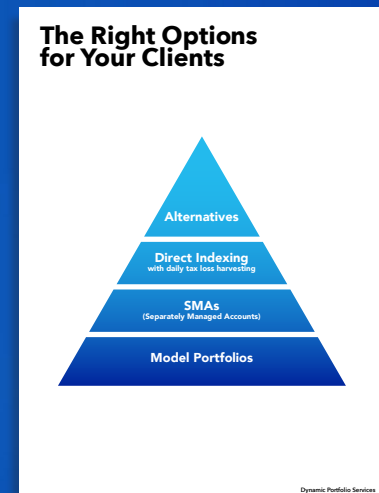 The Right Options
for Your Clients
Alternatives
Direct Indexing
with daily tax loss harvesting
SMAs
(Separately Managed Accounts)
Model Portfolios
Dynamic Portfolio Services